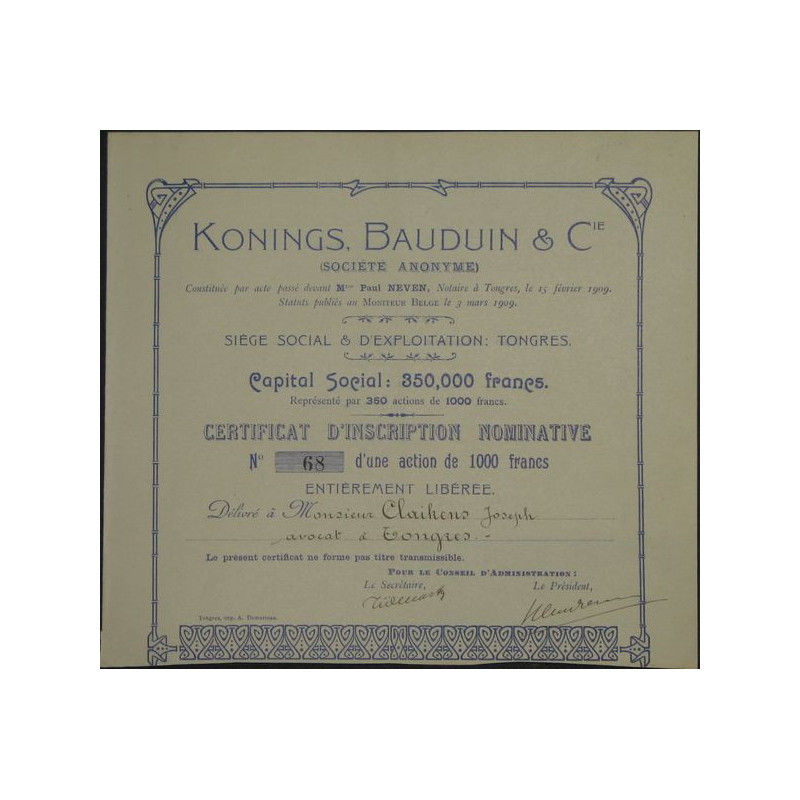 KONINGS, BAUDUIN & CIE
(SOCIÉTÉ ANONYME)
Constituée par acte passé devant Mtre Paul NEVEN, Notaire à Tongres, le 15 février 1909.
Statuts publiés au MONITEUR BELGE le 3 mars 1909.
SIÈGE SOCIAL & D'EXPLOITATION: TONGRES.
Capital Social: 350,000 francs.
Représenté par 350 actions de 1000 francs.
CERTIFICAT D'INSCRIPTION NOMINATIVE
No 68 d'une action de 1000 francs
ENTIÈREMENT LIBÉRÉE.
Délivré à Monsieur Claikens Joseph
avocat à Tongres.-
Le présent certificat ne forme pas titre transmissible.
POUR LE CONSEIL D'ADMINISTRATION:
Le Secrétaire, Le Président,
Tongres, imp. A.